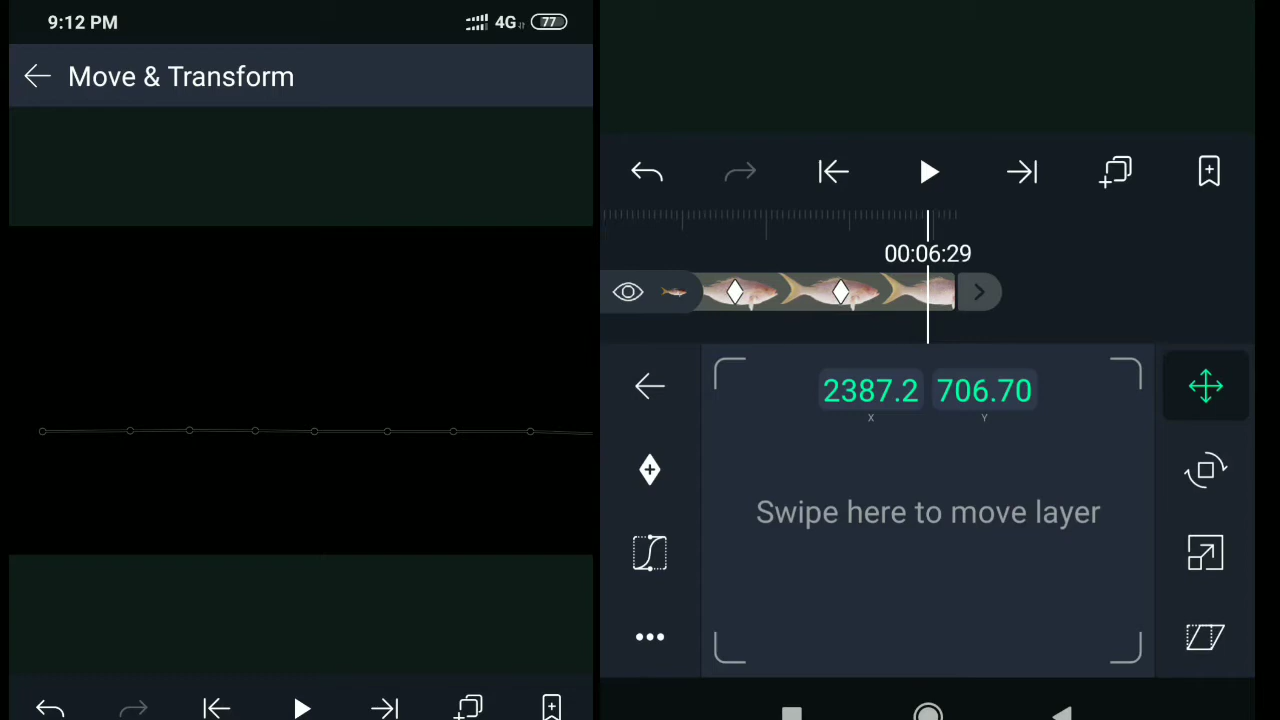 9:12 PM
4G
77
Move & Transform
00:06:29
2387.2 706.70
X Y
Swipe here to move layer